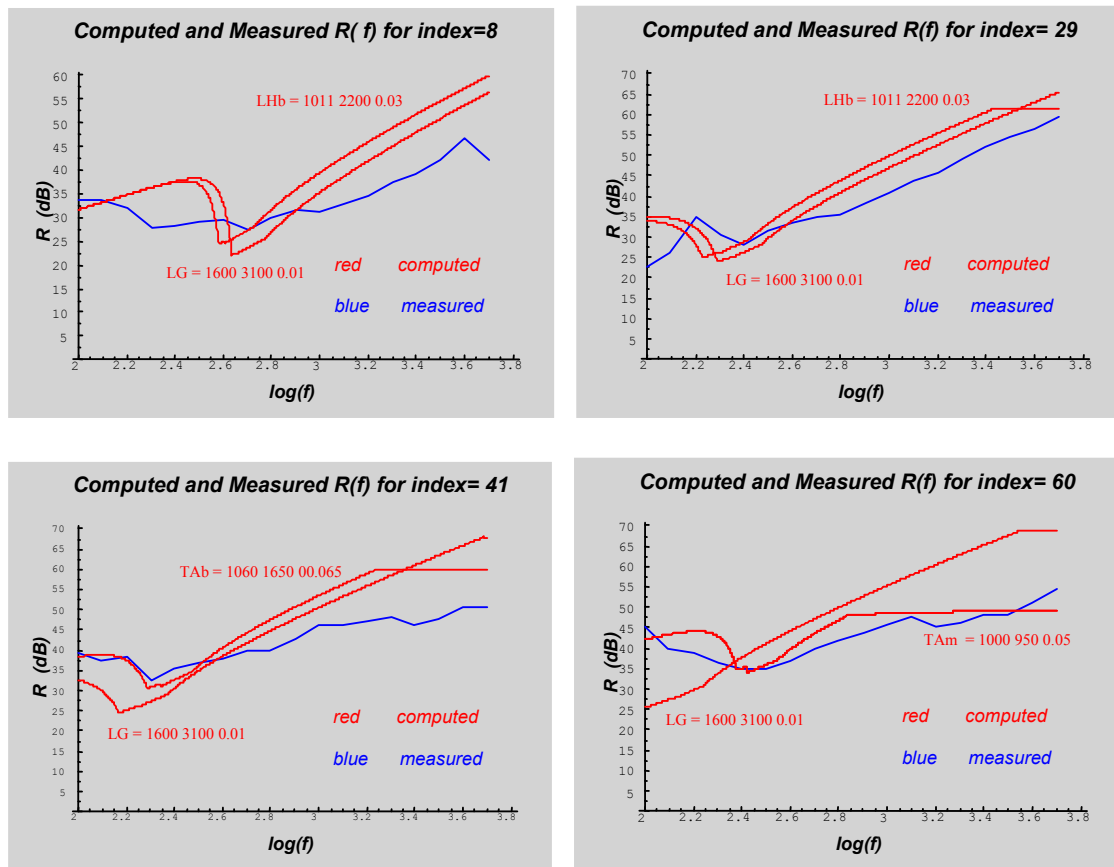 Computed and Measured R( f) for index=8
60
55
50
45
40
35
30
25
20
15
10
5
R (dB)
LHb = 1011 2200 0.03
LG = 1600 3100 0.01
red computed
blue measured
2 2.2 2.4 2.6 2.8 3 3.2 3.4 3.6 3.8
log(f)
Computed and Measured R(f) for index= 29
70
65
60
55
50
45
40
35
30
25
20
15
10
5
R (dB)
LHb = 1011 2200 0.03
LG = 1600 3100 0.01
red computed
blue measured
2 2.2 2.4 2.6 2.8 3 3.2 3.4 3.6 3.8
log(f)
Computed and Measured R(f) for index= 41
70
65
60
55
50
45
40
35
30
25
20
15
10
5
R (dB)
TAb = 1060 1650 00.065
LG = 1600 3100 0.01
red computed
blue measured
2 2.2 2.4 2.6 2.8 3 3.2 3.4 3.6 3.8
log(f)
Computed and Measured R(f) for index= 60
70
65
60
55
50
45
40
35
30
25
20
15
10
5
R (dB)
TAm = 1000 950 0.05
LG = 1600 3100 0.01
red computed
blue measured
2 2.2 2.4 2.6 2.8 3 3.2 3.4 3.6 3.8
log(f)